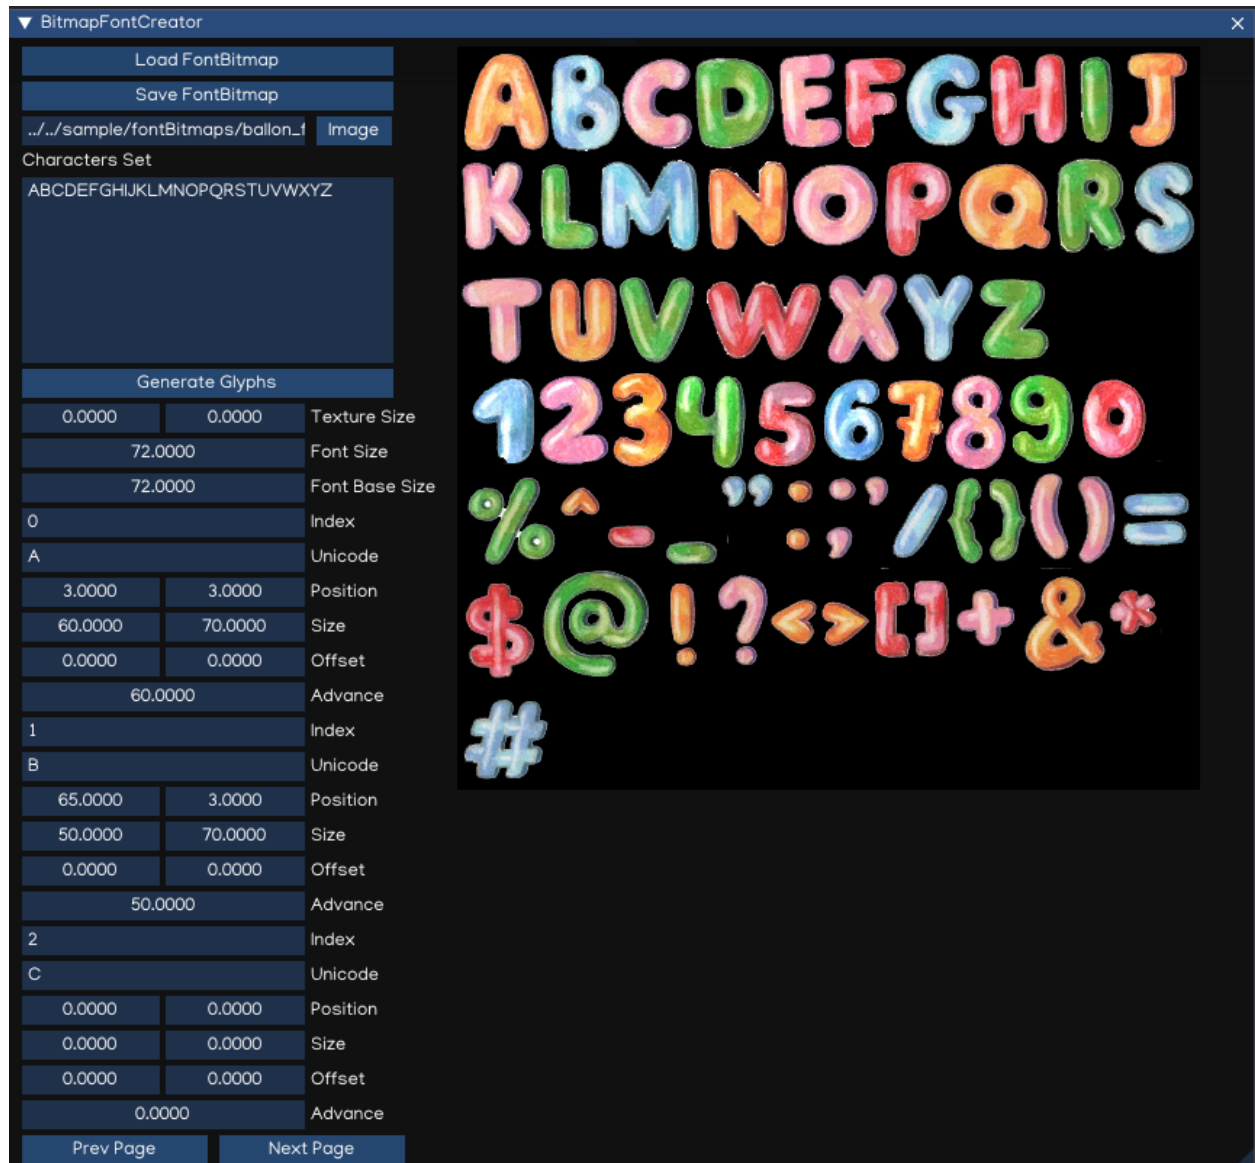 BitmapFontCreator
Load FontBitmap
Save FontBitmap
../../sample/fontBitmaps/ballon_f Image
Characters Set
ABCDEFGHIJKLMNOPQRSTUVWXYZ
Generate Glyphs
0.0000 0.0000 Texture Size
72.0000 Font Size
72.0000 Font Base Size
0 Index
A Unicode
3.0000 3.0000 Position
60.0000 70.0000 Size
0.0000 0.0000 Offset
60.0000 Advance
1 Index
B Unicode
65.0000 3.0000 Position
50.0000 70.0000 Size
0.0000 0.0000 Offset
50.0000 Advance
2 Index
C Unicode
0.0000 0.0000 Position
0.0000 0.0000 Size
0.0000 0.0000 Offset
0.0000 Advance
Prev Page Next Page
ABCDEFGHIJ
KLMNOPQRS
TUVWXYZ
1234567890
%^-_”:;’/{}()=
$@!?<>[]+&*
#